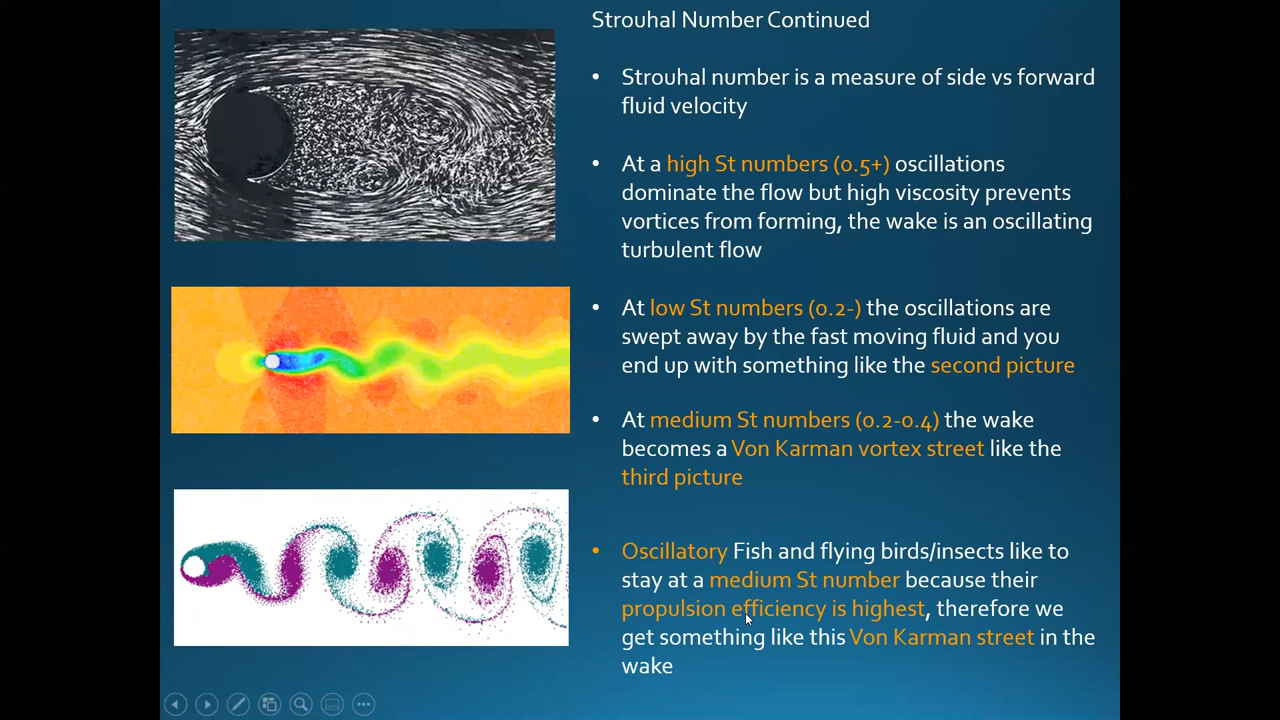 Strouhal Number Continued
• Strouhal number is a measure of side vs forward
fluid velocity
• At a high St numbers (0.5+) oscillations
dominate the flow but high viscosity prevents
vortices from forming, the wake is an oscillating
turbulent flow
• At low St numbers (0.2-) the oscillations are
swept away by the fast moving fluid and you
end up with something like the second picture
• At medium St numbers (0.2-0.4) the wake
becomes a Von Karman vortex street like the
third picture
• Oscillatory Fish and flying birds/insects like to
stay at a medium St number because their
propulsion efficiency is highest, therefore we
get something like this Von Karman street in the
wake